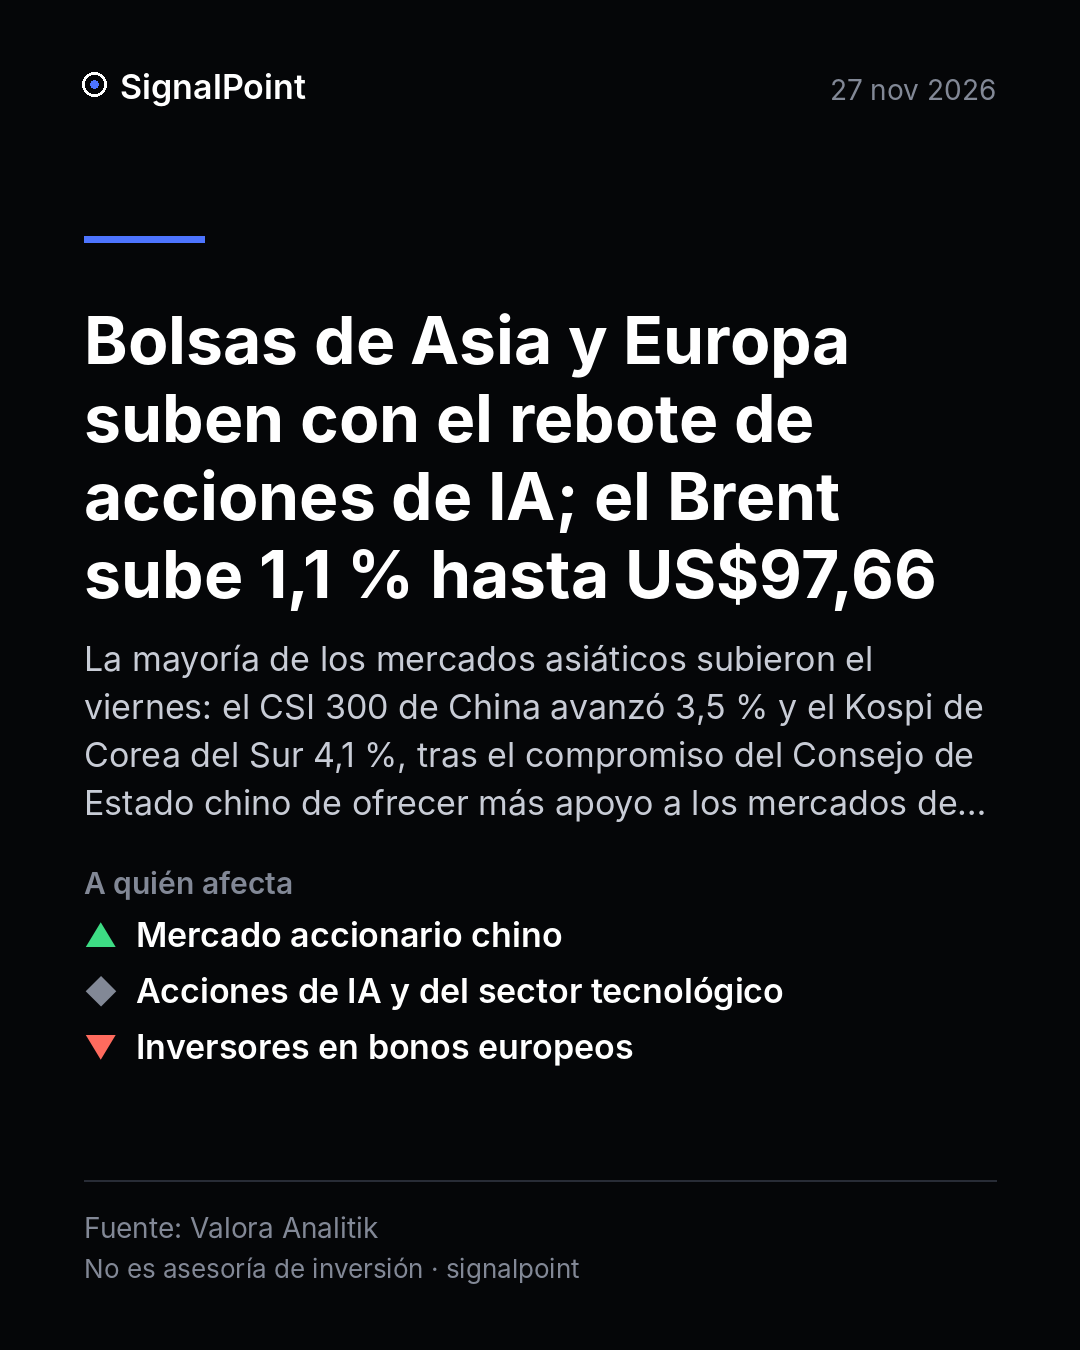 SignalPoint
27 nov 2026
Bolsas de Asia y Europa
suben con el rebote de
acciones de IA; el Brent
sube 1,1 % hasta US$97,66
La mayoría de los mercados asiáticos subieron el
viernes: el CSI 300 de China avanzó 3,5 % y el Kospi de
Corea del Sur 4,1 %, tras el compromiso del Consejo de
Estado chino de ofrecer más apoyo a los mercados de...
A quién afecta
Mercado accionario chino
Acciones de IA y del sector tecnológico
Inversores en bonos europeos
Fuente: Valora Analitik
No es asesoría de inversión · signalpoint